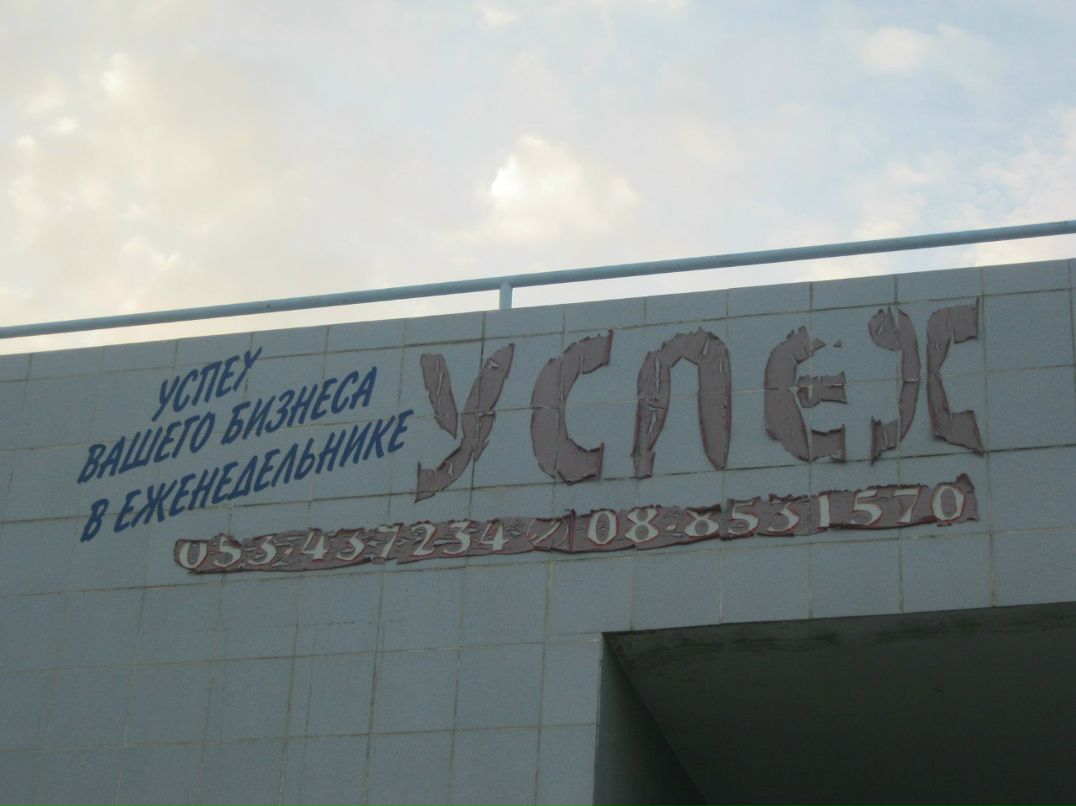 УСПЕХ
ВАШЕГО БИЗНЕСА
В ЕЖЕНЕДЕЛЬНИКЕ
УСПЕХ
053-437234 08-8531570